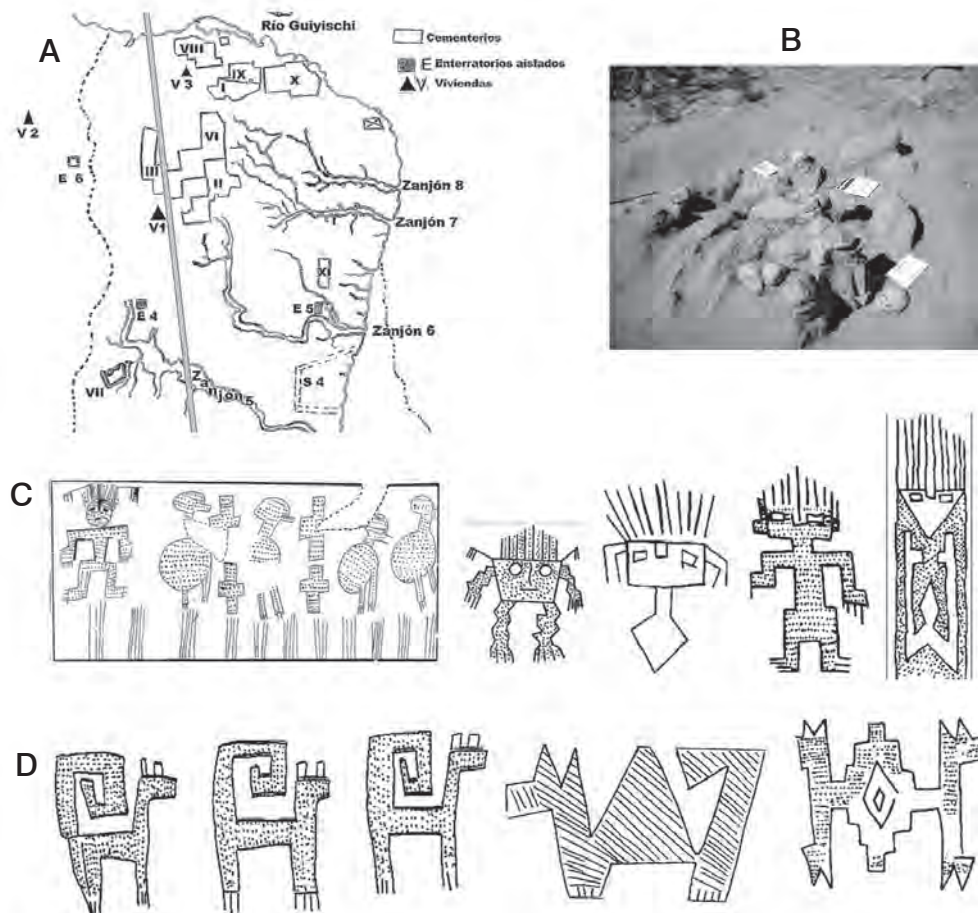 A
Río Guiyischi
Cementerios
E Enterratorios aislados
V. Viviendas
B
VIII
V 3
IX
I
X
V 2
E 6
VI
III
II
V1
Zanjón 8
Zanjón 7
XI
E 5
Zanjón 6
E 4
VII
Zanjón 5
S 4
C
D